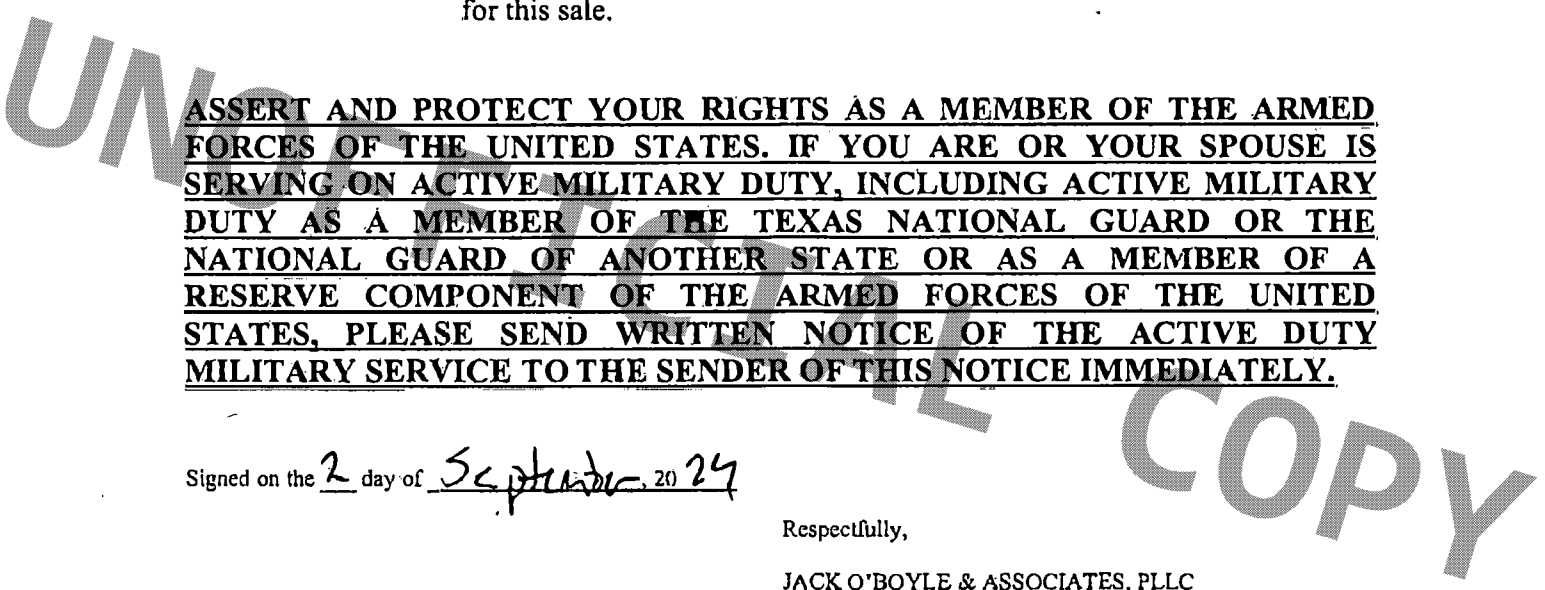 for this sale.
ASSERT AND PROTECT YOUR RIGHTS AS A MEMBER OF THE ARMED
FORCES OF THE UNITED STATES. IF YOU ARE OR YOUR SPOUSE IS
SERVING ON ACTIVE MILITARY DUTY, INCLUDING ACTIVE MILITARY
DUTY AS A MEMBER OF THE TEXAS NATIONAL GUARD OR THE
NATIONAL GUARD OF ANOTHER STATE OR AS A MEMBER OF A
RESERVE COMPONENT OF THE ARMED FORCES OF THE UNITED
STATES, PLEASE SEND WRITTEN NOTICE OF THE ACTIVE DUTY
MILITARY SERVICE TO THE SENDER OF THIS NOTICE IMMEDIATELY.
Signed on the 2 day of September, 20 24
Respectfully,
JACK O'BOYLE & ASSOCIATES, PLLC
UNOFFICIAL COPY